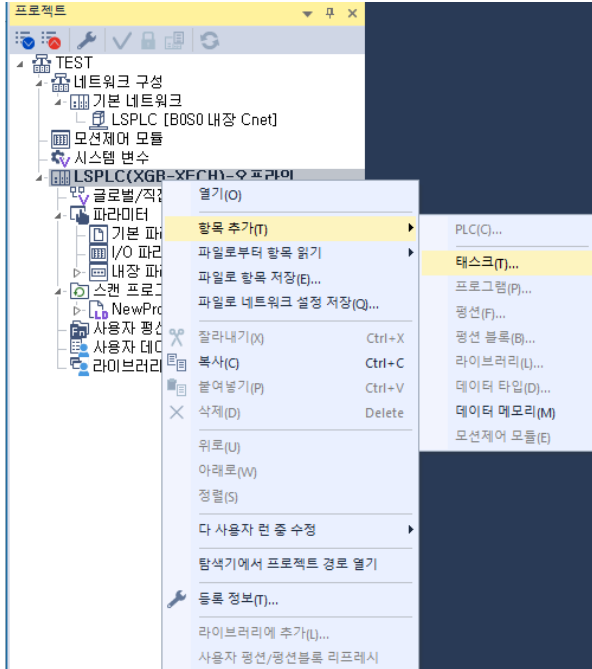 프로젝트
TEST
네트워크 구성
기본 네트워크
LSPLC [B0S0 내장 Cnet]
모션제어 모듈
시스템 변수
LSPLC(XGB-XECH)-오프라인
글로벌/직접
파라미터
기본 파
I/O 파라
내장 파
스캔 프로그
NewPro
사용자 평션
사용자 데이
라이브러리
열기(O)
항목 추가(T)
파일로부터 항목 읽기
파일로 항목 저장(E)...
파일로 네트워크 설정 저장(Q)...
잘라내기(X) Ctrl+X
복사(C) Ctrl+C
붙여넣기(P) Ctrl+V
삭제(D) Delete
위로(U)
아래로(W)
정렬(S)
다 사용자 런 중 수정
탐색기에서 프로젝트 경로 열기
등록 정보(T)...
라이브러리에 추가(L)...
사용자 평션/평션블록 리프레시
PLC(C)...
태스크(T)...
프로그램(P)...
평션(F)...
평션 블록(B)...
라이브러리(L)...
데이터 타입(D)...
데이터 메모리(M)
모션제어 모듈(E)